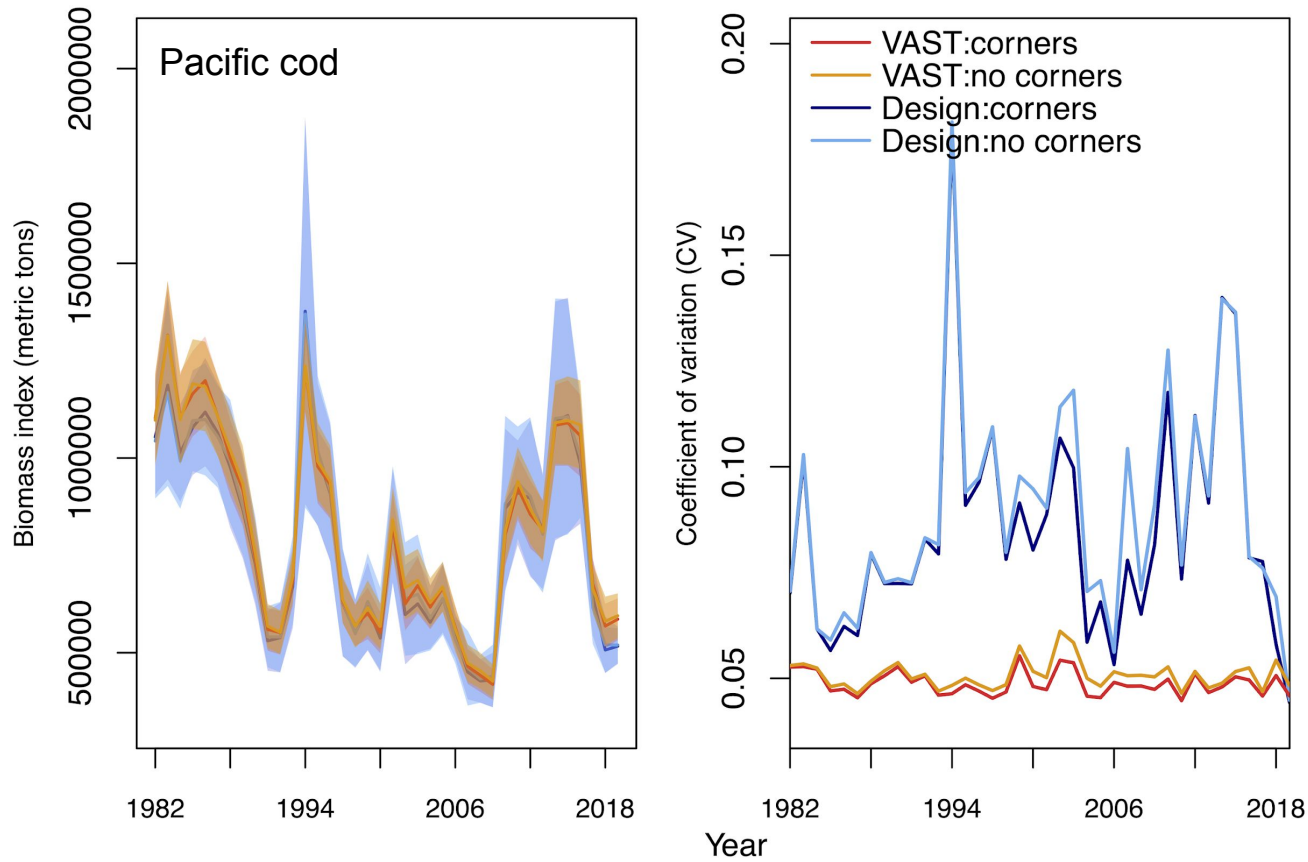 Pacific cod
Biomass index (metric tons)
2000000
1500000
1000000
500000
1982
1994
2006
2018
VAST:corners
VAST:no corners
Design:corners
Design:no corners
Coefficient of variation (CV)
0.20
0.15
0.10
0.05
1982
1994
2006
2018
Year